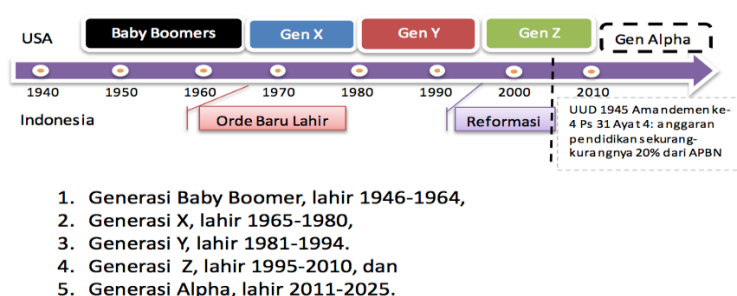 USA
Baby Boomers
Gen X
Gen Y
Gen Z
Gen Alpha
1940 1950 1960 1970 1980 1990 2000 2010
Indonesia
Orde Baru Lahir
Reformasi
UUD 1945 Amandemen ke-
4 Ps 31 Ayat 4: anggaran
pendidikan sekurang-
kurangnya 20% dari APBN
1. Generasi Baby Boomer, lahir 1946-1964,
2. Generasi X, lahir 1965-1980,
3. Generasi Y, lahir 1981-1994.
4. Generasi Z, lahir 1995-2010, dan
5. Generasi Alpha, lahir 2011-2025.